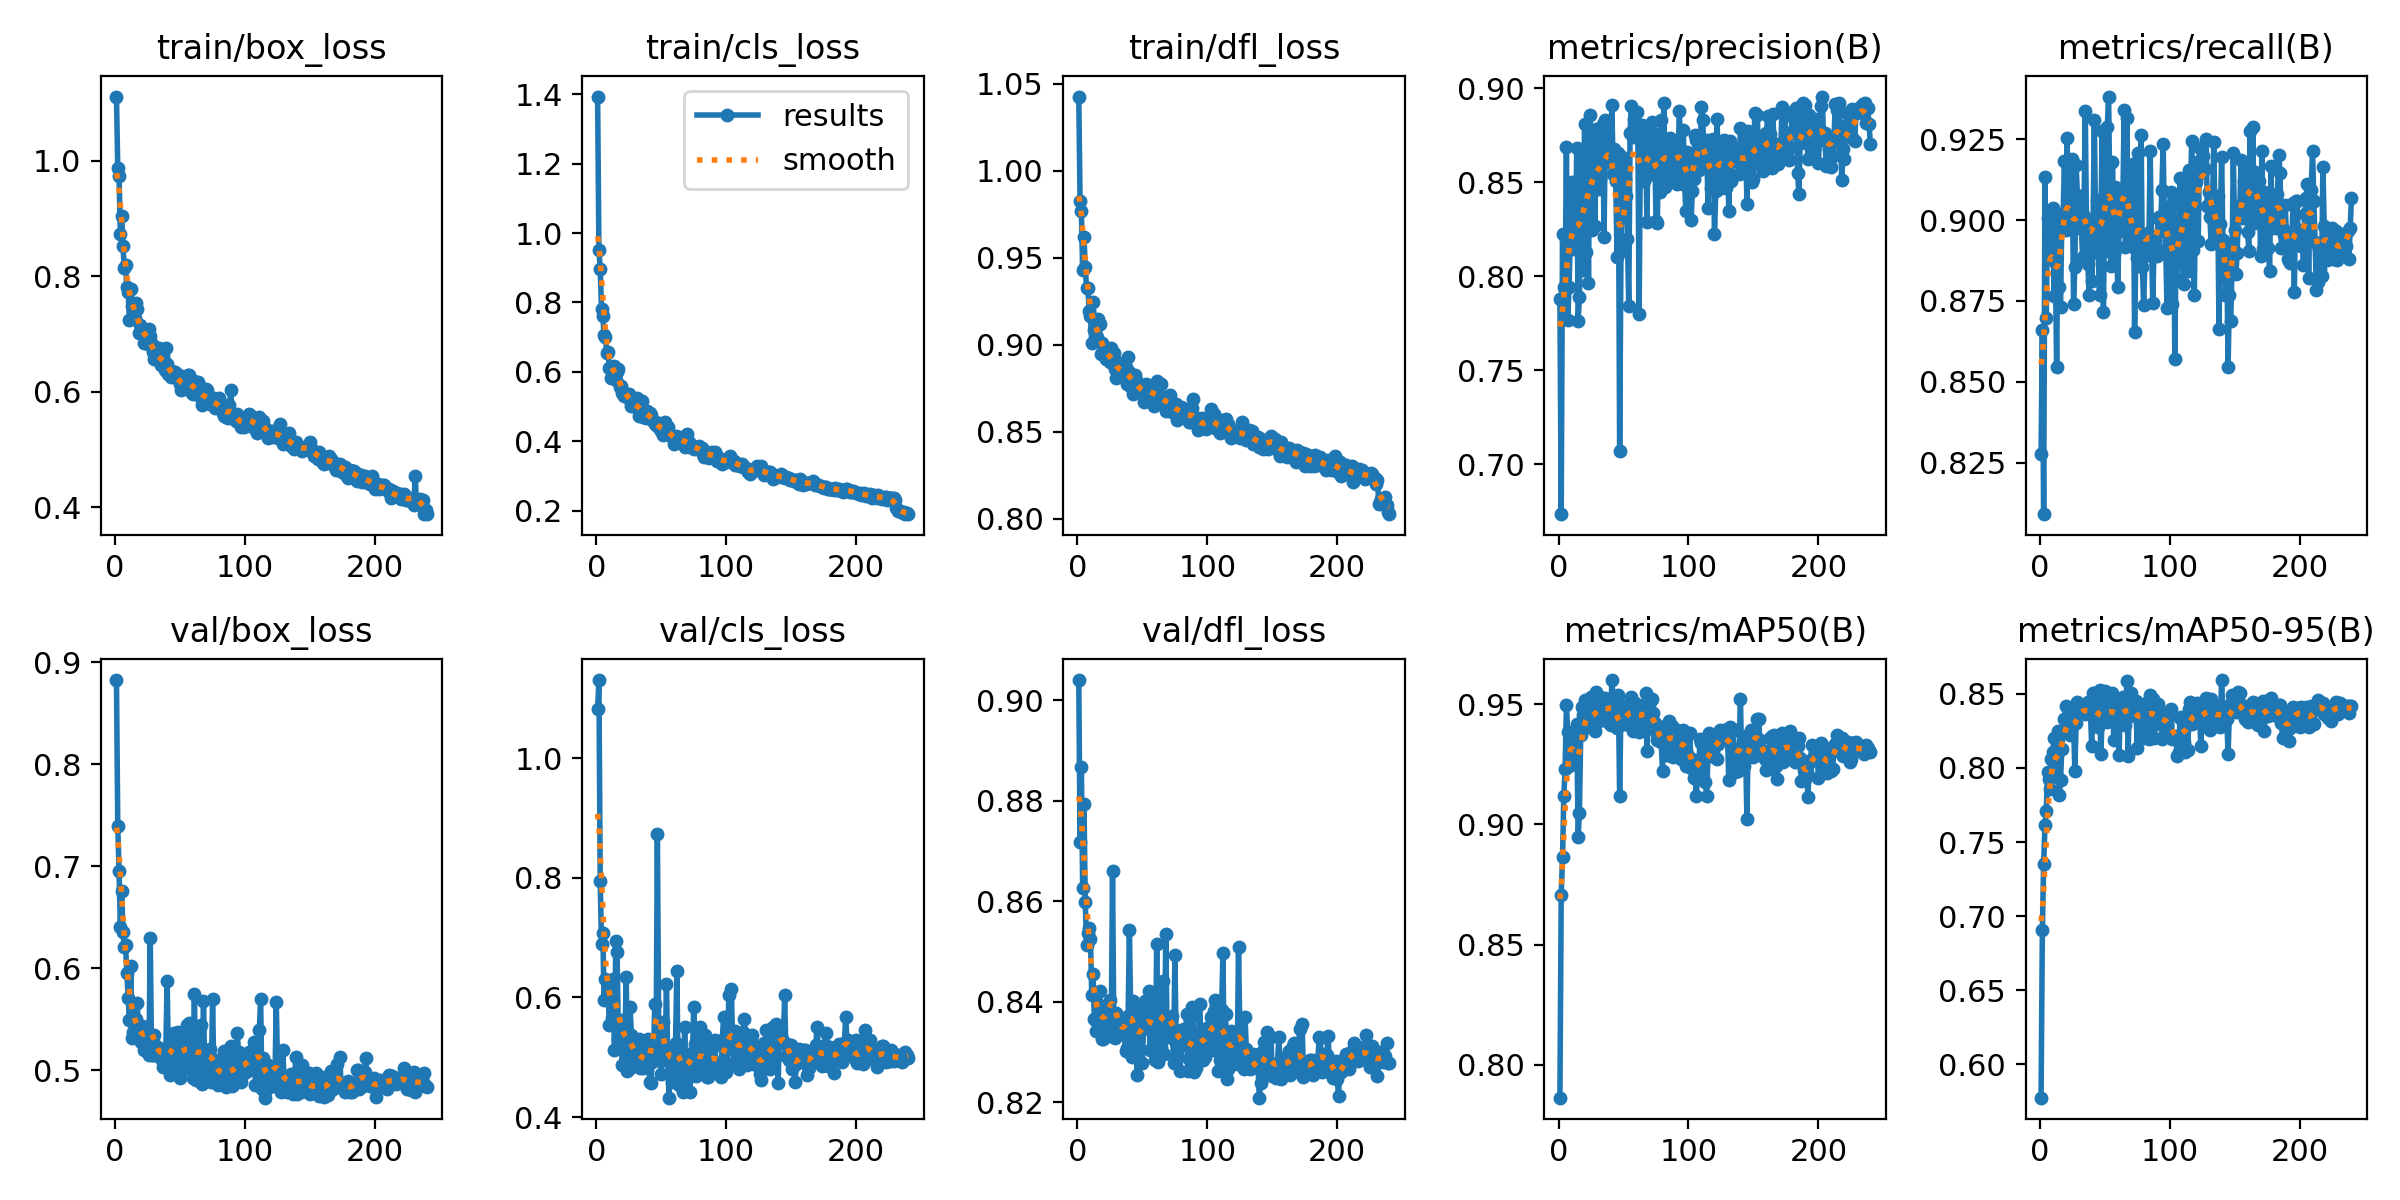 train/box_loss
1.0
0.8
0.6
0.4
0 100 200
train/cls_loss
results
smooth
1.4
1.2
1.0
0.8
0.6
0.4
0.2
0 100 200
train/dfl_loss
1.05
1.00
0.95
0.90
0.85
0.80
0 100 200
metrics/precision(B)
0.90
0.85
0.80
0.75
0.70
0 100 200
metrics/recall(B)
0.925
0.900
0.875
0.850
0.825
0 100 200
val/box_loss
0.9
0.8
0.7
0.6
0.5
0 100 200
val/cls_loss
1.0
0.8
0.6
0.4
0 100 200
val/dfl_loss
0.90
0.88
0.86
0.84
0.82
0 100 200
metrics/mAP50(B)
0.95
0.90
0.85
0.80
0 100 200
metrics/mAP50-95(B)
0.85
0.80
0.75
0.70
0.65
0.60
0 100 200